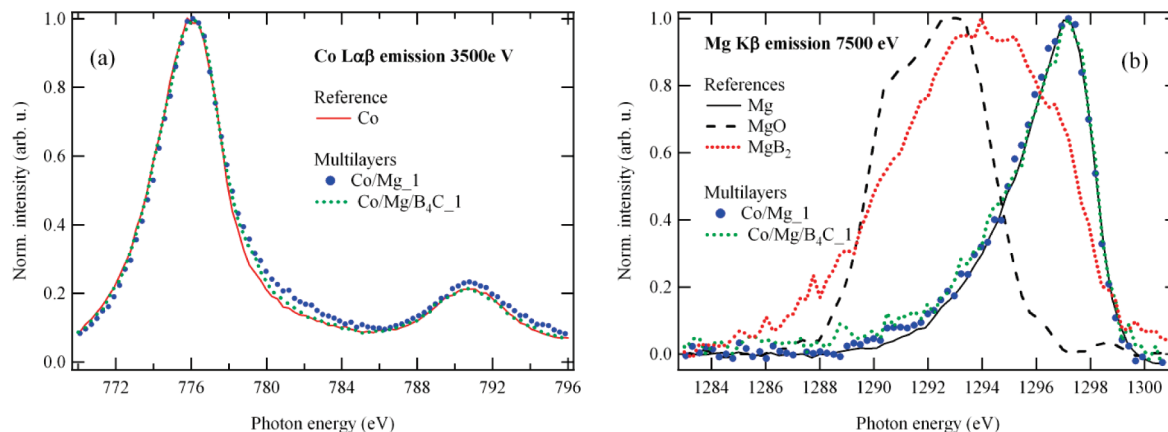 (a)
Co Lαβ emission 3500e V
Reference
Co
Multilayers
Co/Mg_1
Co/Mg/B₄C_1
Norm. intensity (arb. u.)
1.0
0.8
0.6
0.4
0.2
0.0
772 776 780 784 788 792 796
Photon energy (eV)
Mg Kβ emission 7500 eV
(b)
References
Mg
MgO
MgB₂
Multilayers
Co/Mg_1
Co/Mg/B₄C_1
Norm. intensity (arb. u.)
1.0
0.8
0.6
0.4
0.2
0.0
1284 1286 1288 1290 1292 1294 1296 1298 1300
Photon energy (eV)